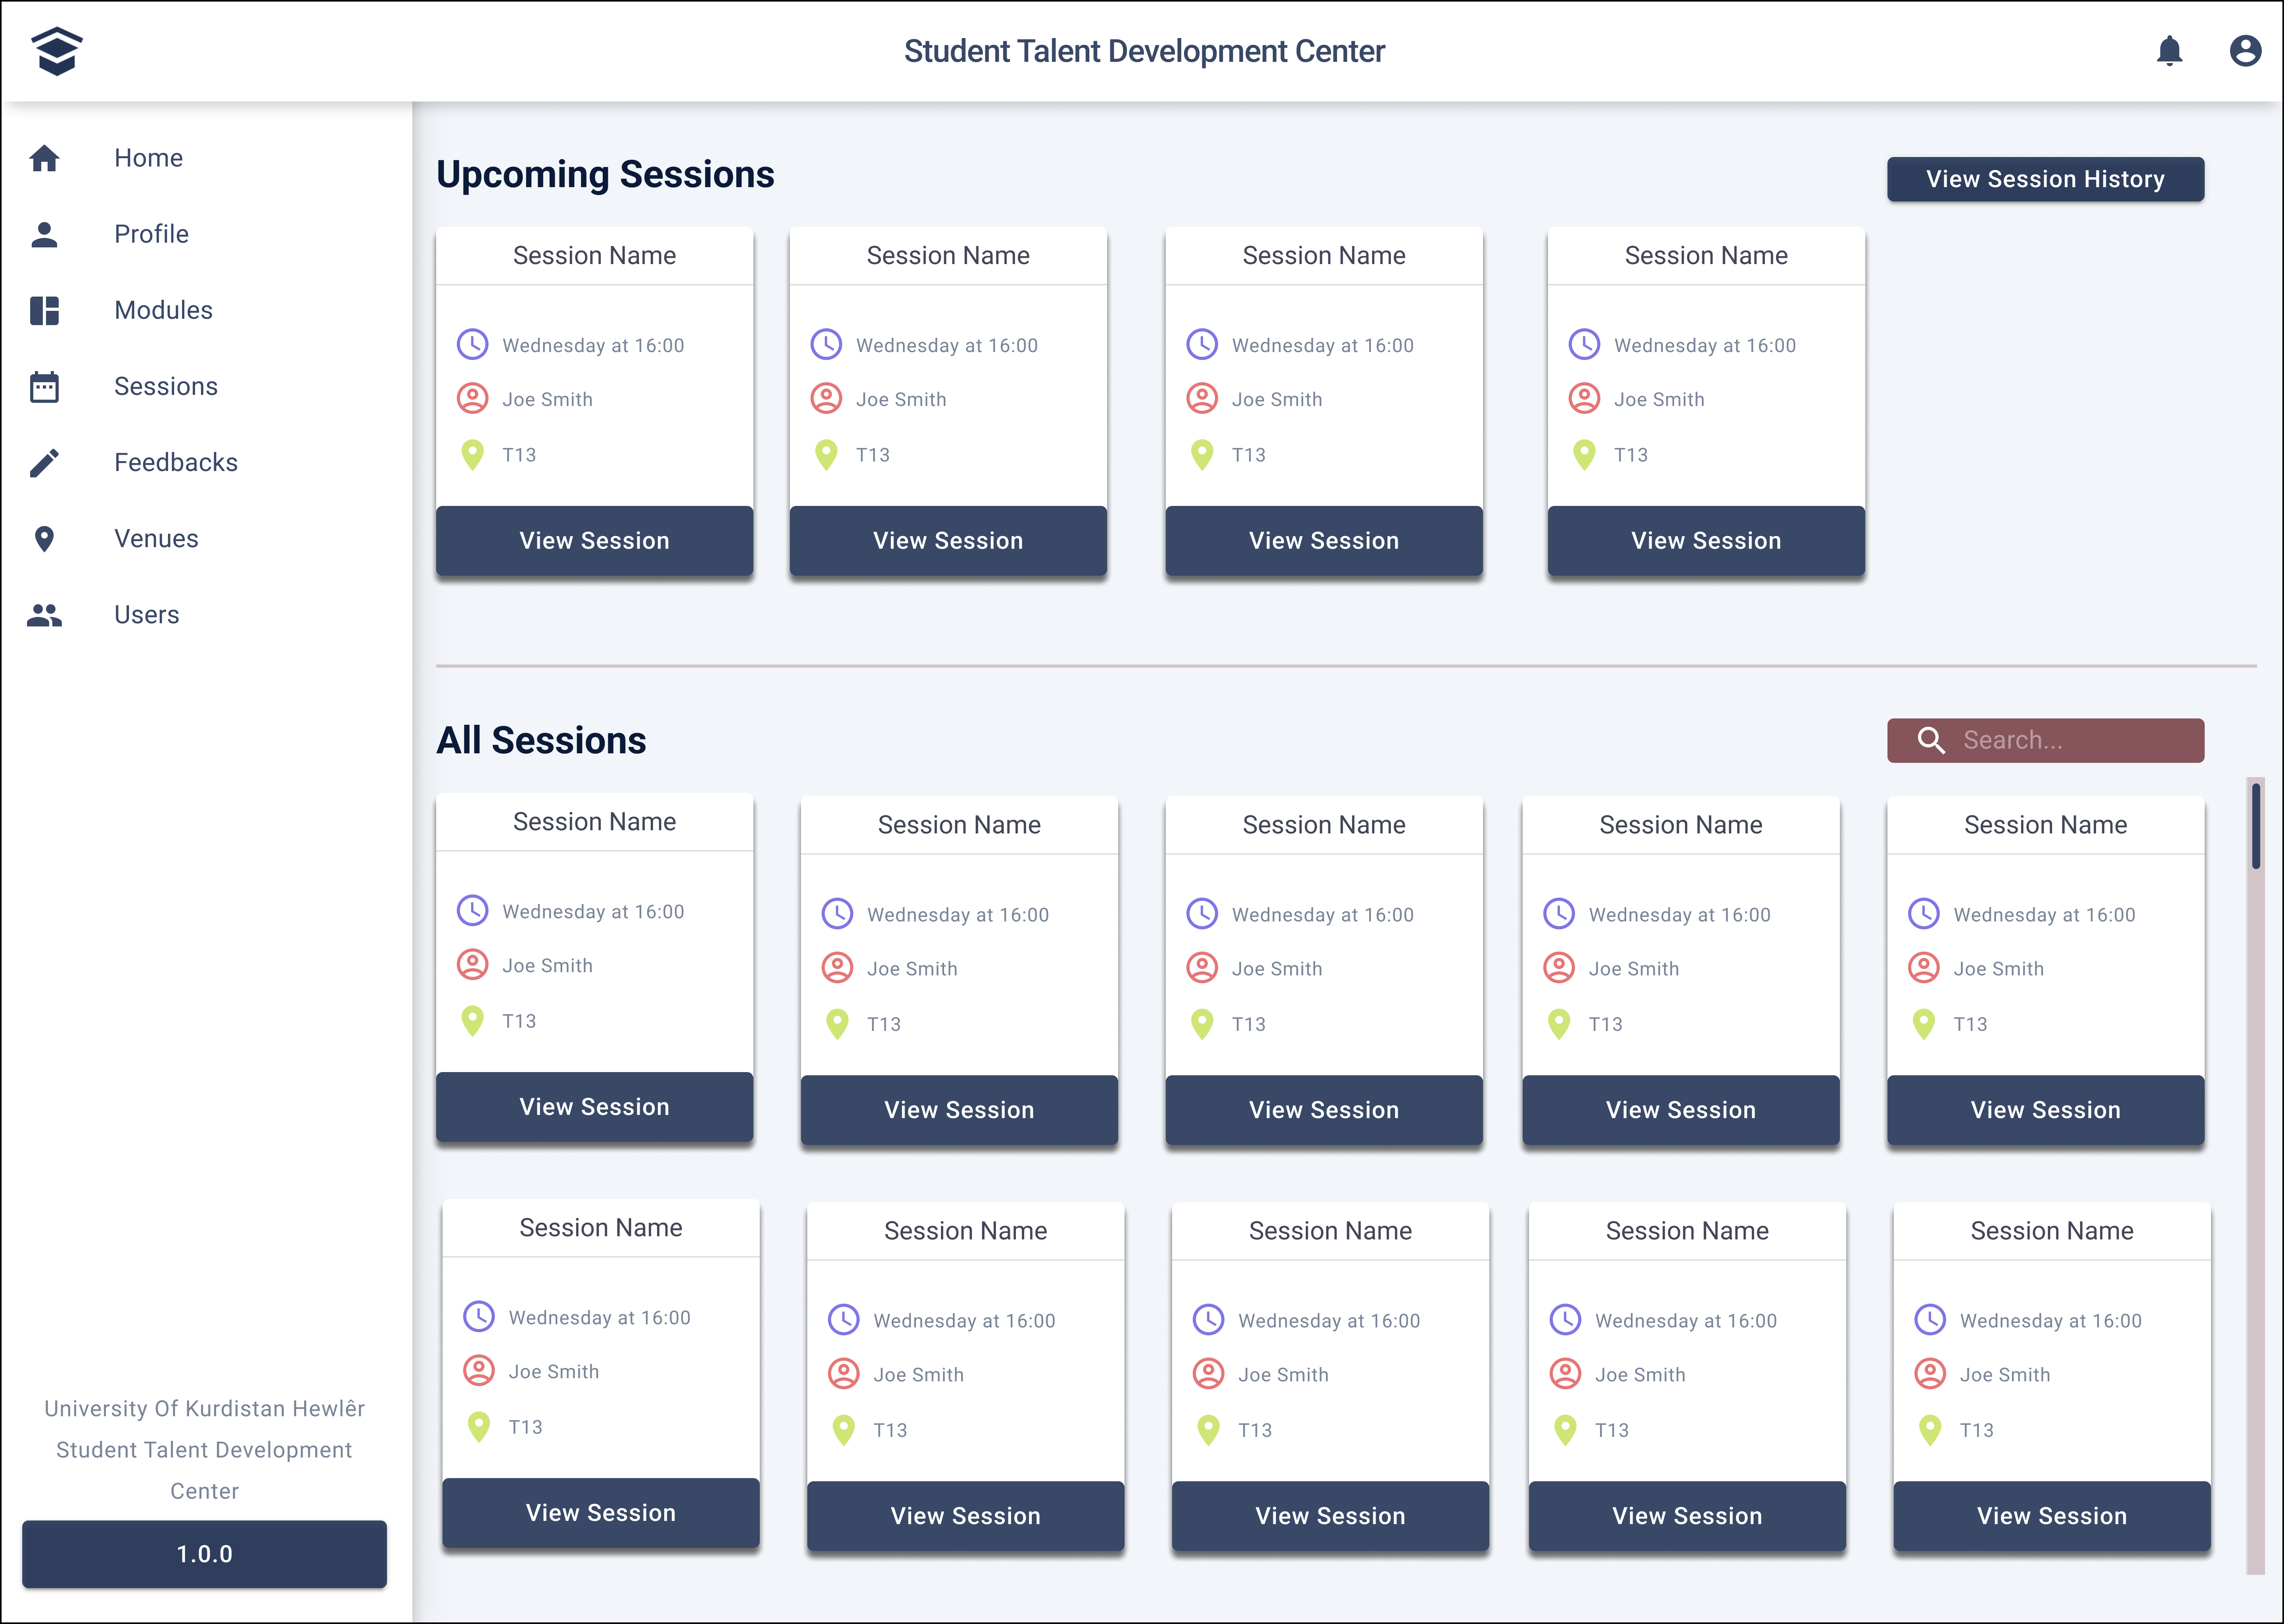 Student Talent Development Center
Home
Profile
Modules
Sessions
Feedbacks
Venues
Users
University Of Kurdistan Hewlêr
Student Talent Development
Center
1.0.0
Upcoming Sessions
View Session History
Session Name
Wednesday at 16:00
Joe Smith
T13
View Session
Session Name
Wednesday at 16:00
Joe Smith
T13
View Session
Session Name
Wednesday at 16:00
Joe Smith
T13
View Session
Session Name
Wednesday at 16:00
Joe Smith
T13
View Session
All Sessions
Search...
Session Name
Wednesday at 16:00
Joe Smith
T13
View Session
Session Name
Wednesday at 16:00
Joe Smith
T13
View Session
Session Name
Wednesday at 16:00
Joe Smith
T13
View Session
Session Name
Wednesday at 16:00
Joe Smith
T13
View Session
Session Name
Wednesday at 16:00
Joe Smith
T13
View Session
Session Name
Wednesday at 16:00
Joe Smith
T13
View Session
Session Name
Wednesday at 16:00
Joe Smith
T13
View Session
Session Name
Wednesday at 16:00
Joe Smith
T13
View Session
Session Name
Wednesday at 16:00
Joe Smith
T13
View Session
Session Name
Wednesday at 16:00
Joe Smith
T13
View Session